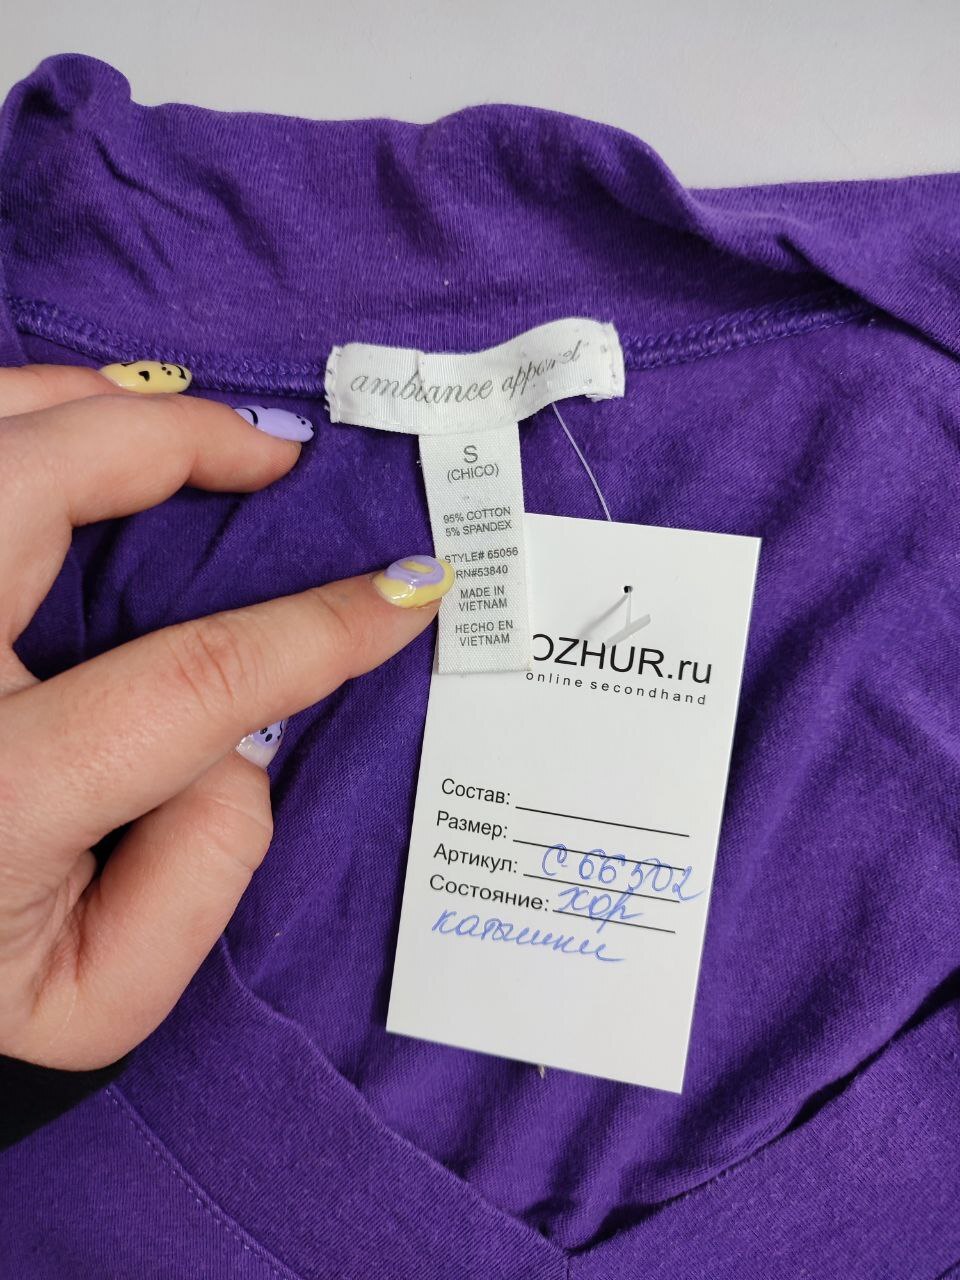 ambiance apparel
S
(CHICO)
95% COTTON
5% SPANDEX
STYLE# 65056
RN#53840
MADE IN
VIETNAM
HECHO EN
VIETNAM
OZHUR.ru
online secondhand
Состав:
Размер:
Артикул: С 66502
Состояние: хор
катышки